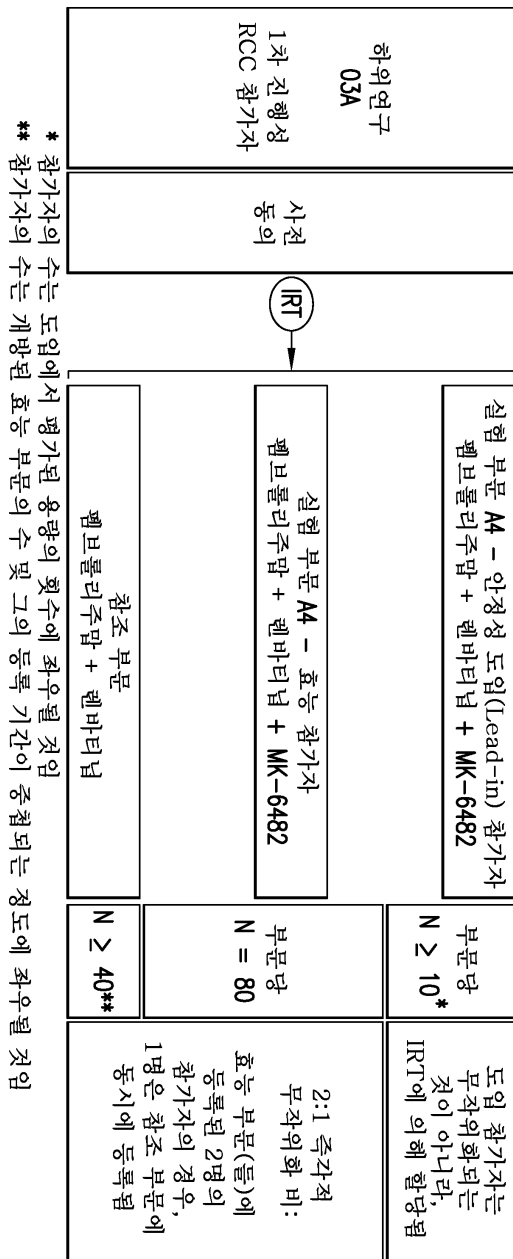 하위연구
03A
1차 진행성
RCC 참가자
사전
동의
IRT
실험 부문 A4 - 안정성 도입(Lead-in) 참가자
펨브롤리주맙 + 렌바티닙 + MK-6482
실험 부문 A4 - 효능 참가자
펨브롤리주맙 + 렌바티닙 + MK-6482
참조 부문
펨브롤리주맙 + 렌바티닙
부문당
N ≥ 10*
부문당
N = 80
N ≥ 40**
도입 참가자는
무작위화되는
것이 아니라,
IRT에 의해 할당됨
2:1 즉각적
무작위화 비:
효능 부문(들)에
등록된 2명의
참가자의 경우,
1명은 참조 부문에
동시에 등록됨
* 참가자의 수는 도입에서 평가된 용량의 횟수에 좌우될 것임
** 참가자의 수는 개방된 효능 부문의 수 및 그의 등록 기간이 중첩되는 정도에 좌우될 것임